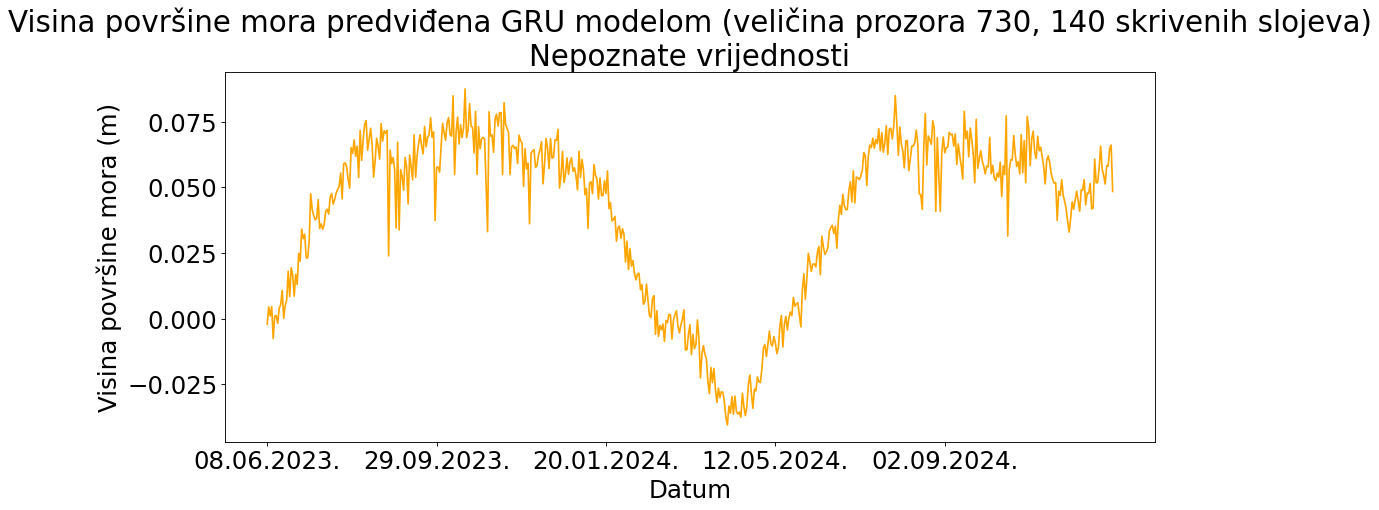 Visina površine mora predviđena GRU modelom (veličina prozora 730, 140 skrivenih slojeva)
Nepoznate vrijednosti
Visina površine mora (m)
0.075
0.050
0.025
0.000
−0.025
08.06.2023. 29.09.2023. 20.01.2024. 12.05.2024. 02.09.2024.
Datum